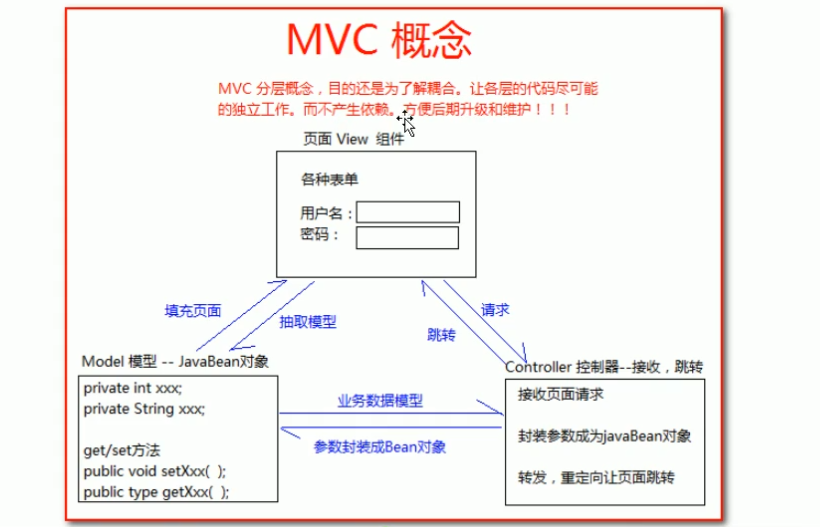 MVC 概念
MVC 分层概念，目的还是为了解耦合。让各层的代码尽可能
的独立工作。而不产生依赖。方便后期升级和维护！！！
页面 View 组件
各种表单
用户名：
密码：
填充页面
抽取模型
请求
跳转
Model 模型 -- JavaBean对象
private int xxx;
private String xxx;
get/set方法
public void setXxx( );
public type getXxx( );
业务数据模型
参数封装成Bean对象
Controller 控制器--接收，跳转
接收页面请求
封装参数成为javaBean对象
转发，重定向让页面跳转